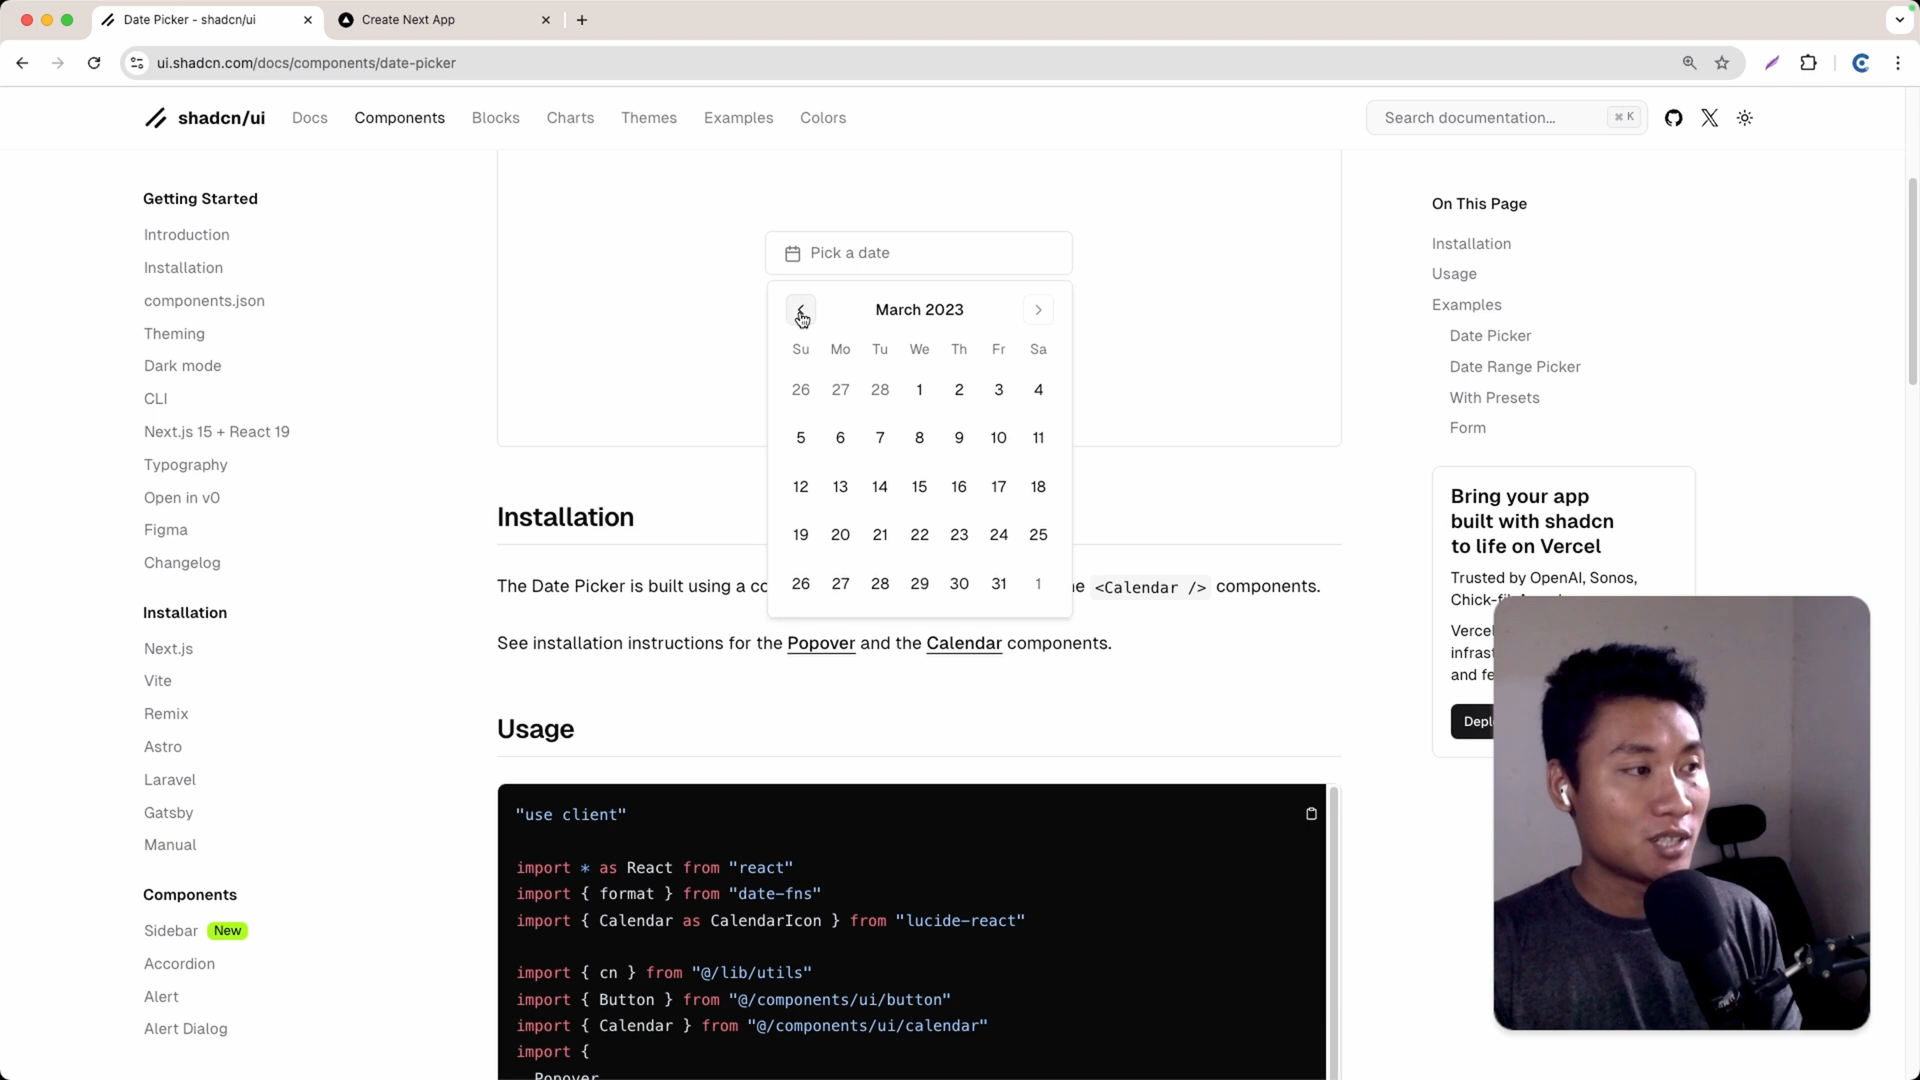 Date Picker - shadcn/ui
Create Next App
ui.shadcn.com/docs/components/date-picker
shadcn/ui
Docs
Components
Blocks
Charts
Themes
Examples
Colors
Search documentation...
⌘ K
Getting Started
Introduction
Installation
components.json
Theming
Dark mode
CLI
Next.js 15 + React 19
Typography
Open in v0
Figma
Changelog
Installation
Next.js
Vite
Remix
Astro
Laravel
Gatsby
Manual
Components
Sidebar New
Accordion
Alert
Alert Dialog
Pick a date
March 2023
Su Mo Tu We Th Fr Sa
26 27 28 1 2 3 4
5 6 7 8 9 10 11
12 13 14 15 16 17 18
19 20 21 22 23 24 25
26 27 28 29 30 31 1
Installation
The Date Picker is built using a <Calendar /> components.
See installation instructions for the Popover and the Calendar components.
Usage
"use client"
import * as React from "react"
import { format } from "date-fns"
import { Calendar as CalendarIcon } from "lucide-react"
import { cn } from "@/lib/utils"
import { Button } from "@/components/ui/button"
import { Calendar } from "@/components/ui/calendar"
import {
Popover
On This Page
Installation
Usage
Examples
Date Picker
Date Range Picker
With Presets
Form
Bring your app
built with shadcn
to life on Vercel
Trusted by OpenAI, Sonos,